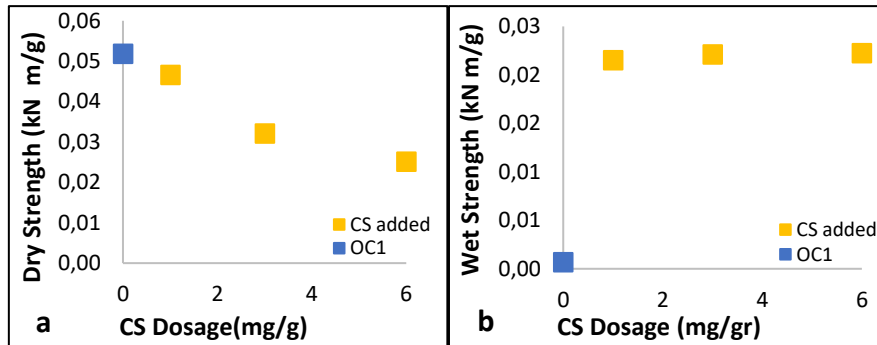 Dry Strength (kN  m/g)
0,06
0,05
0,04
0,03
0,02
0,01
0,00
0
2
4
6
CS added
OC1
a
CS Dosage(mg/g)
Wet Strength (kN m/g)
0,03
0,02
0,02
0,01
0,01
0,00
0
2
4
6
CS added
OC1
b
CS Dosage (mg/gr)